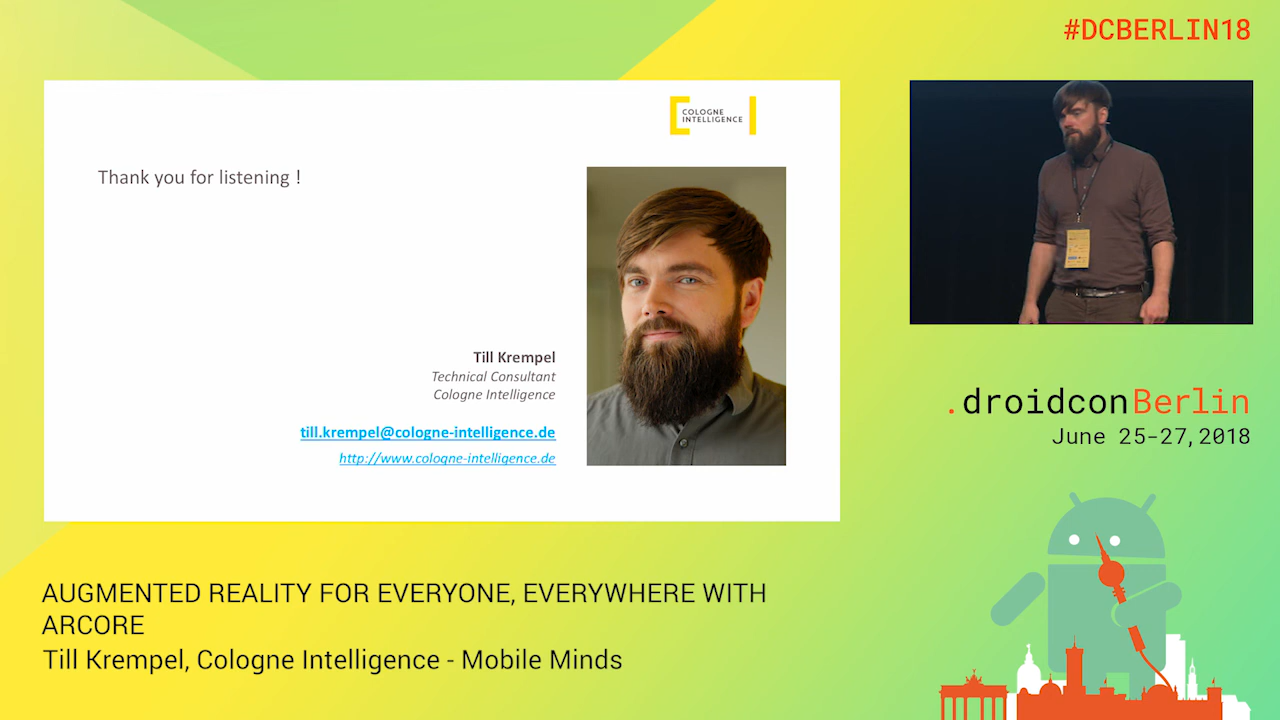 #DCBERLIN18
COLOGNE
INTELLIGENCE
Thank you for listening !
Till Krempel
Technical Consultant
Cologne Intelligence
till.krempel@cologne-intelligence.de
http://www.cologne-intelligence.de
.droidconBerlin
June 25-27, 2018
AUGMENTED REALITY FOR EVERYONE, EVERYWHERE WITH
ARCORE
Till Krempel, Cologne Intelligence - Mobile Minds